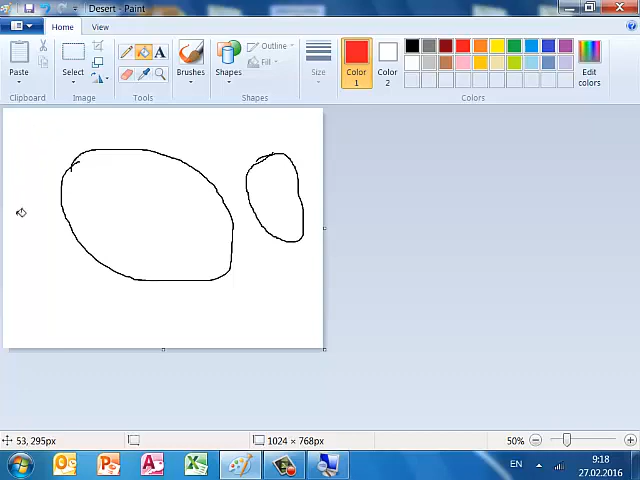 Desert - Paint
Home View
Paste Select Brushes Shapes Outline Fill Size Color 1 Color 2 Edit colors
Clipboard Image Tools Shapes Colors
53, 295px 1024 × 768px 50%
EN 9:18
27.02.2016